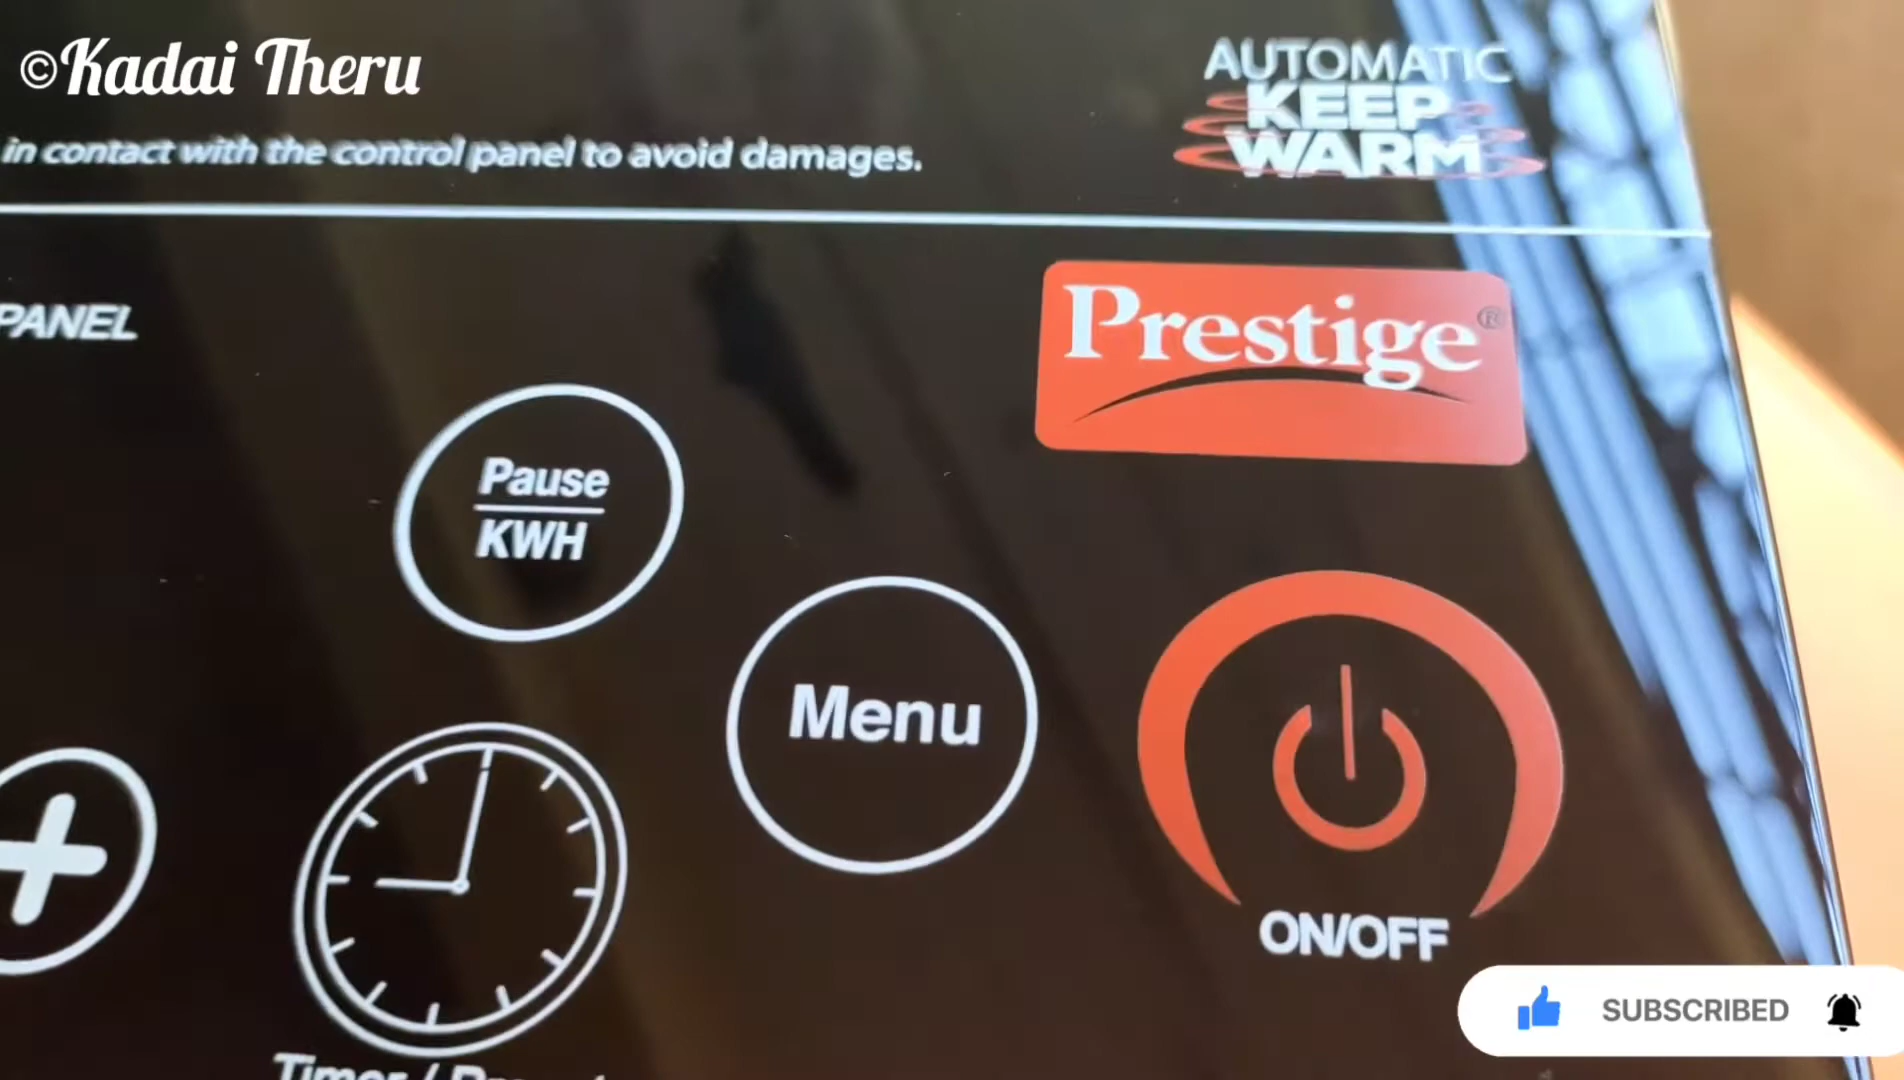 ©Kadai Theru
AUTOMATIC
KEEP
WARM
in contact with the control panel to avoid damages.
PANEL
Prestige®
Pause
KWH
Menu
ON/OFF
SUBSCRIBED
Timer /